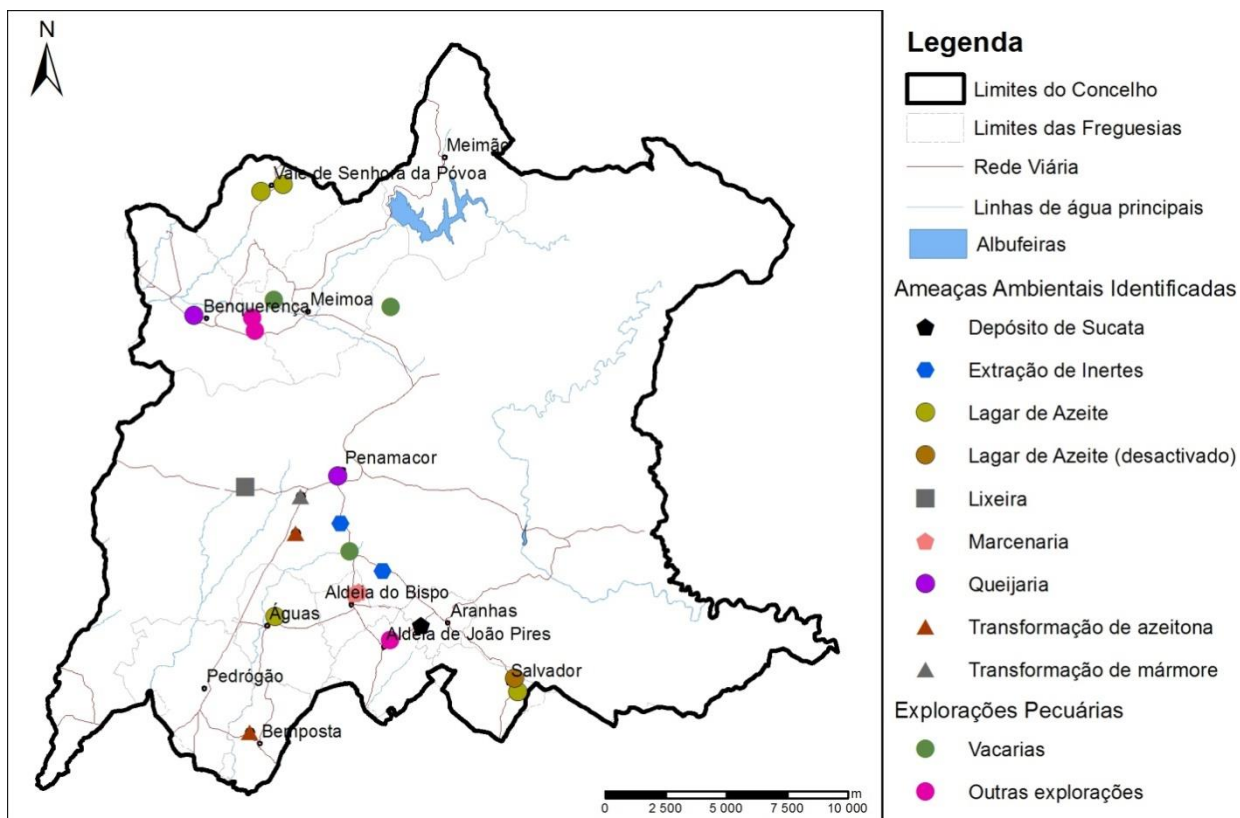 N
Meimão
Vale de Senhora da Póvoa
Benquerença
Meimoa
Penamacor
Aldeia do Bispo
Águas
Aranhas
Aldeia de João Pires
Pedrógão
Salvador
Bemposta
m
0 2 500 5 000 7 500 10 000
Legenda
Limites do Concelho
Limites das Freguesias
Rede Viária
Linhas de água principais
Albufeiras
Ameaças Ambientais Identificadas
Depósito de Sucata
Extração de Inertes
Lagar de Azeite
Lagar de Azeite (desactivado)
Lixeira
Marcenaria
Queijaria
Transformação de azeitona
Transformação de mármore
Explorações Pecuárias
Vacarias
Outras explorações